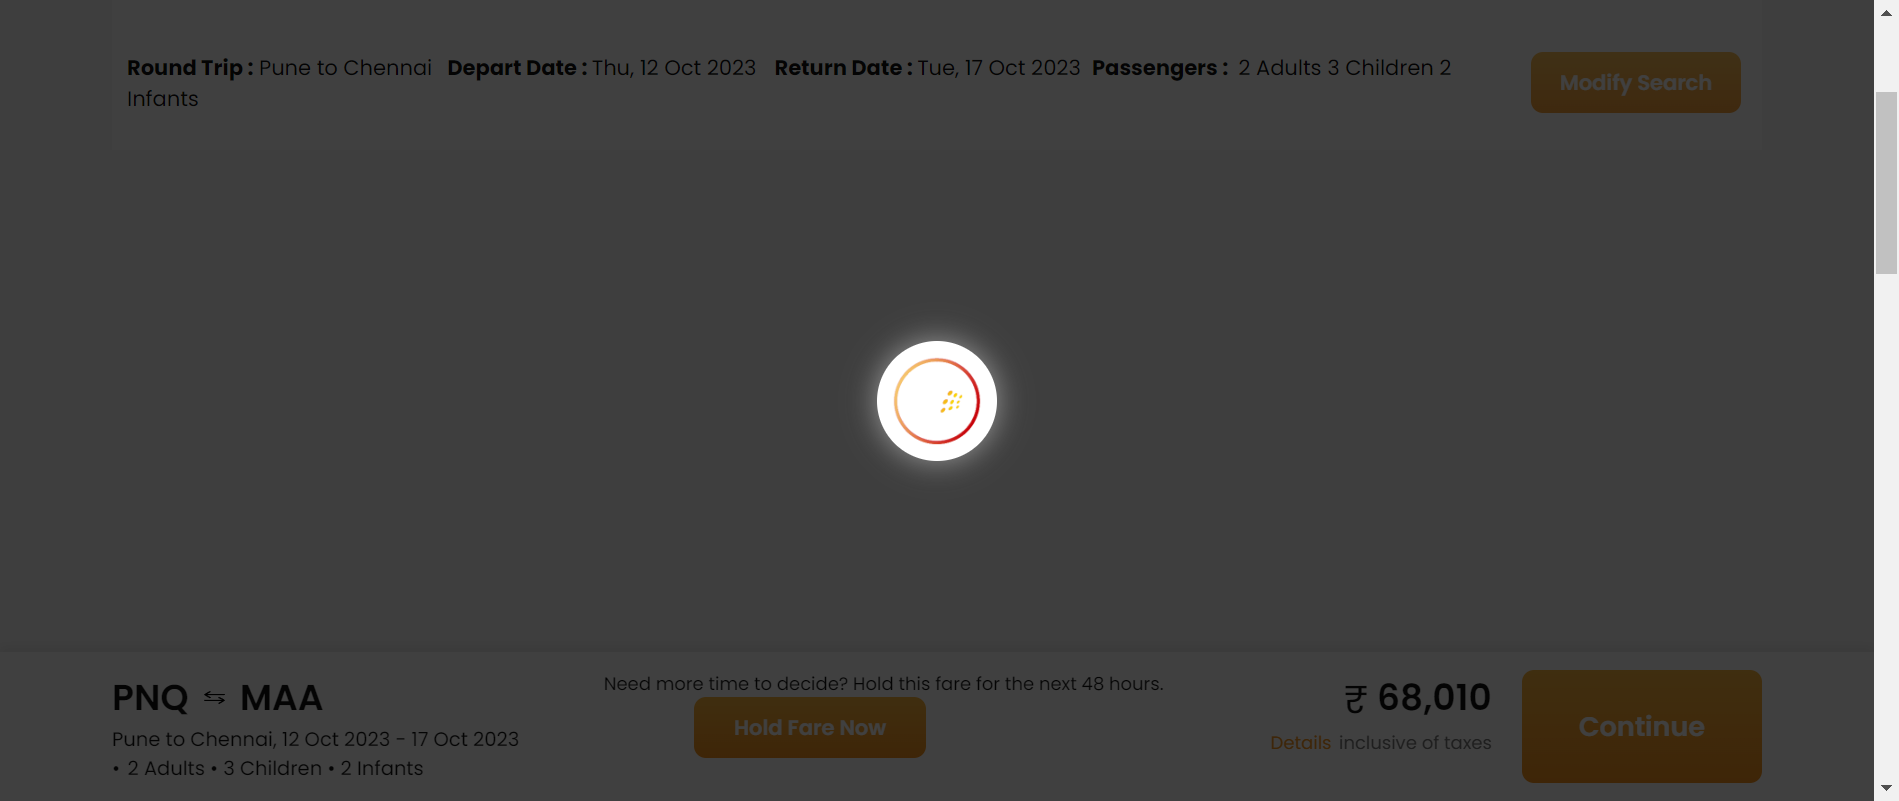 Round Trip : Pune to Chennai Depart Date : Thu, 12 Oct 2023 Return Date : Tue, 17 Oct 2023 Passengers : 2 Adults 3 Children 2
Infants
Modify Search
PNQ ⇆ MAA
Pune to Chennai, 12 Oct 2023 - 17 Oct 2023
• 2 Adults • 3 Children • 2 Infants
Need more time to decide? Hold this fare for the next 48 hours.
Hold Fare Now
₹ 68,010
Details inclusive of taxes
Continue